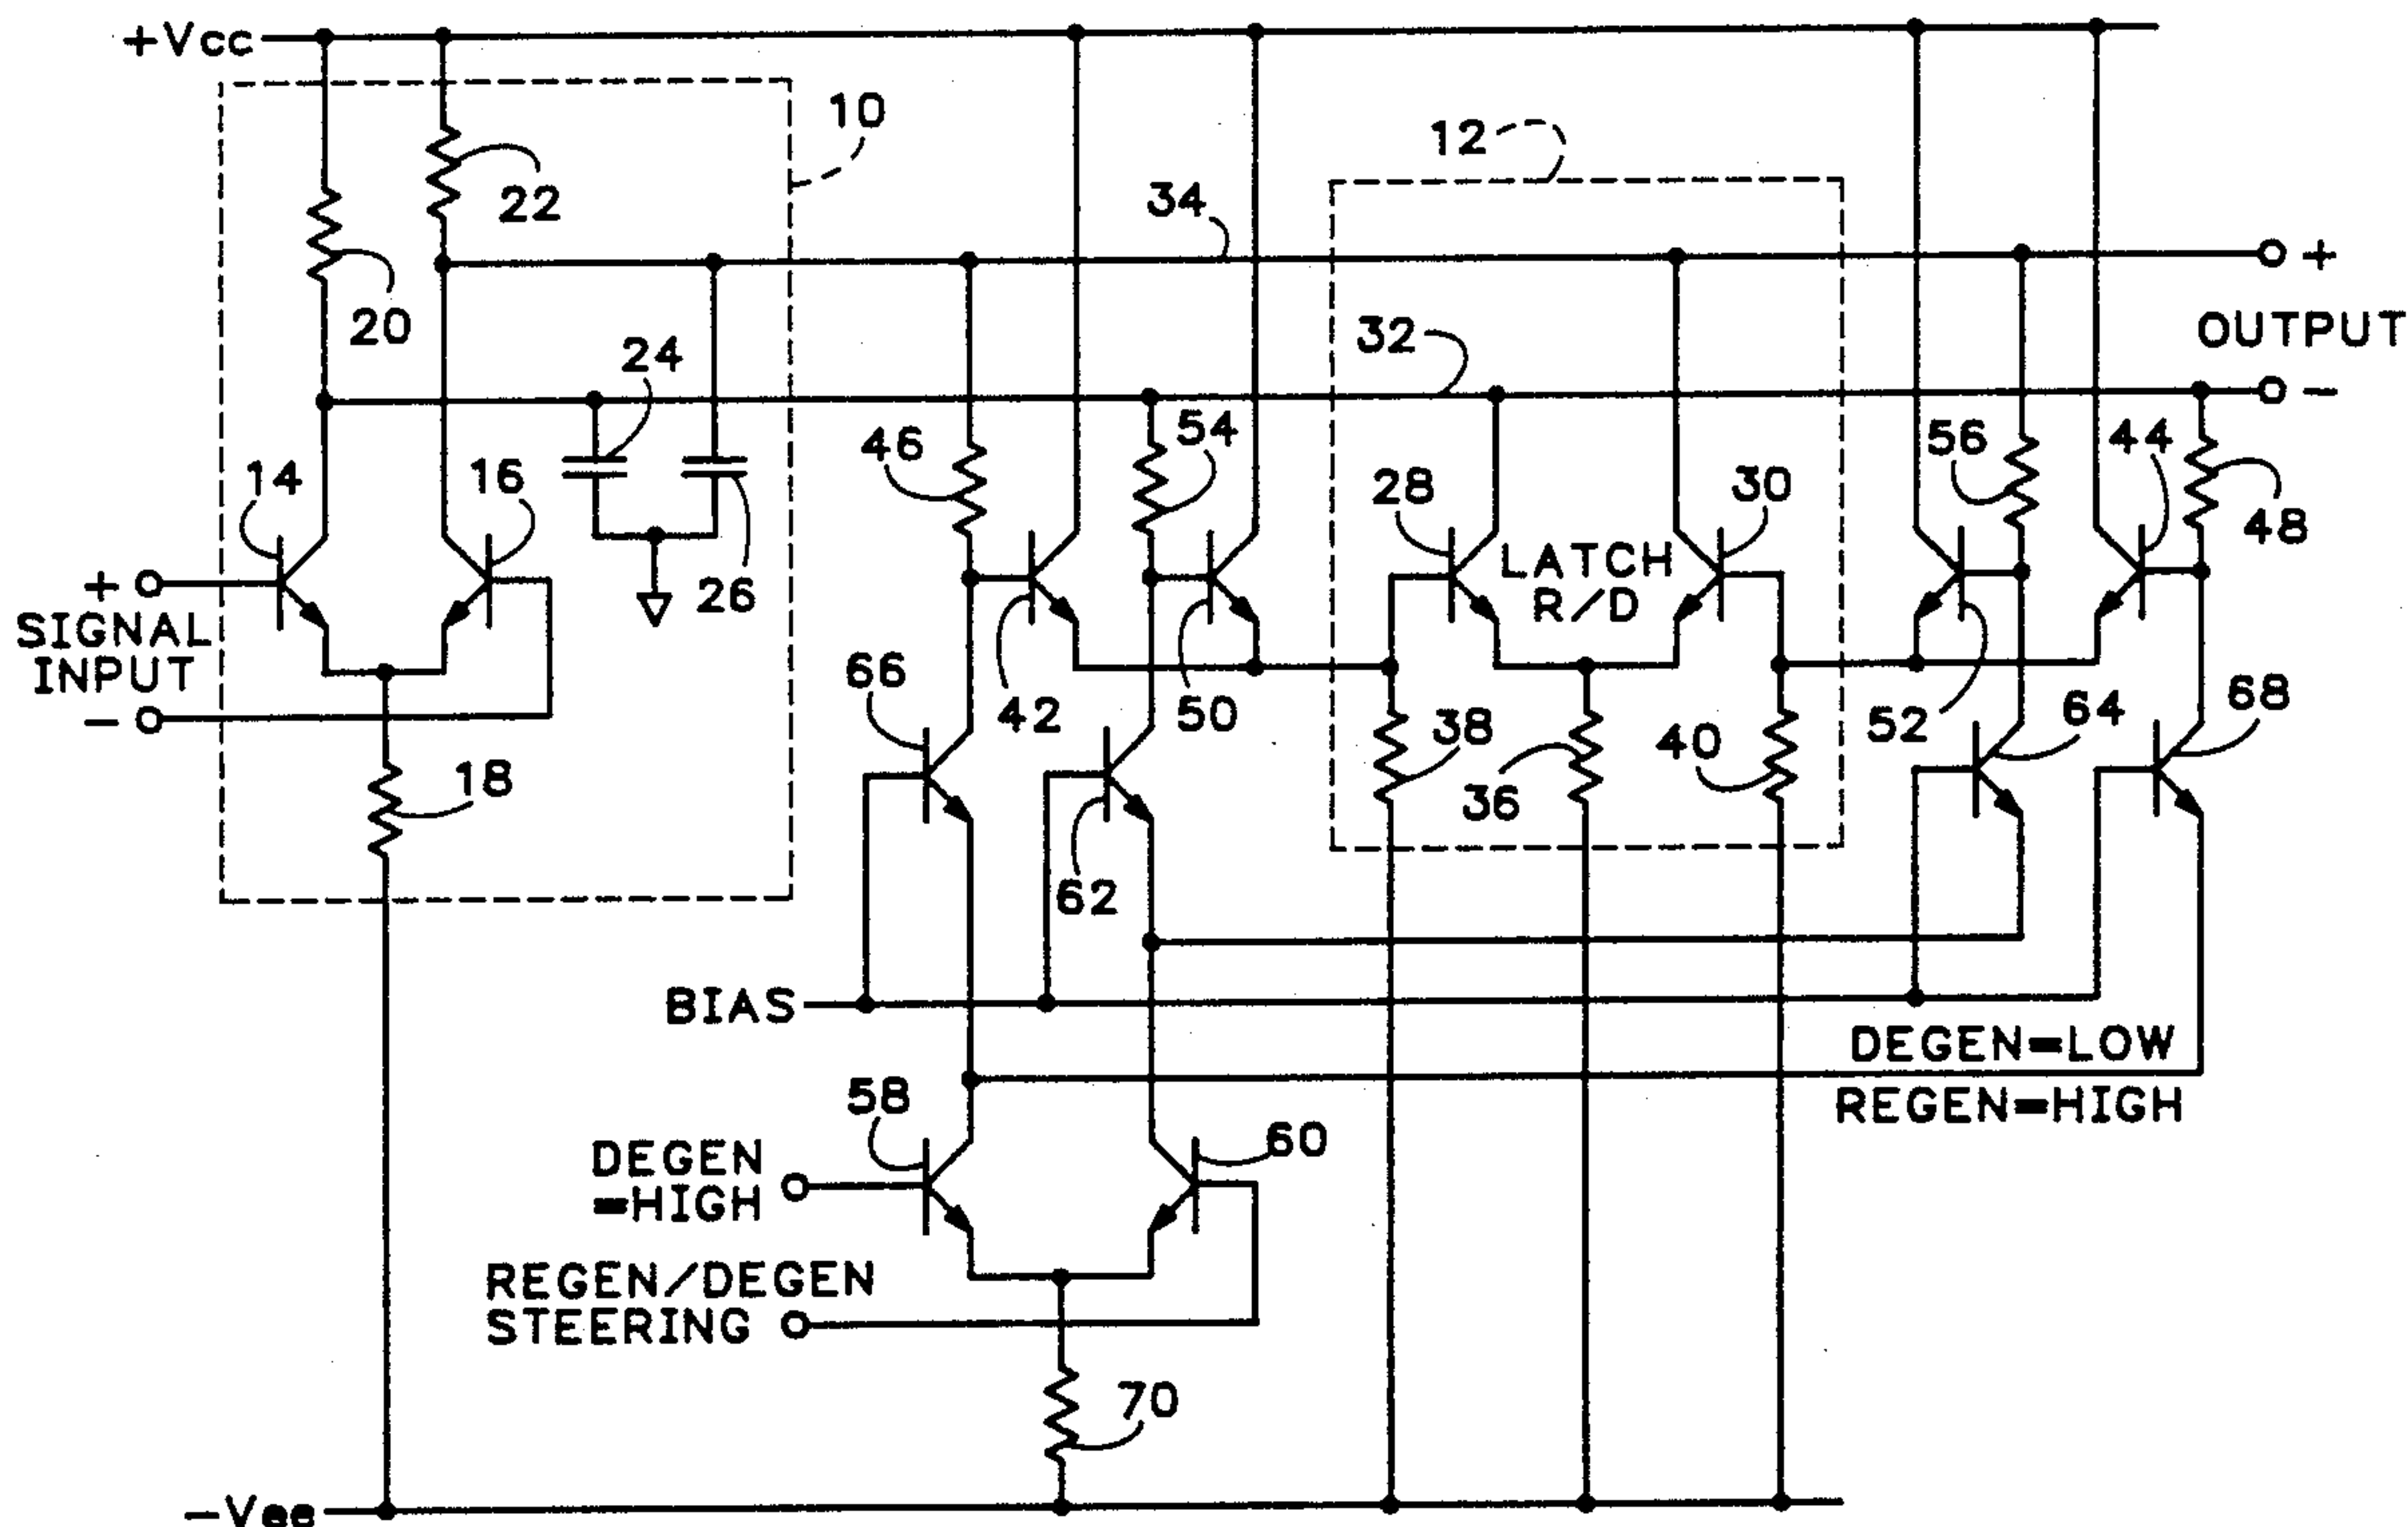 +Vcc
10
12
22
34
+
20
24
32
OUTPUT
-
14
16
46
54
28
30
56
44
48
LATCH
R/D
+
26
SIGNAL
INPUT
-
66
42
50
38
36
40
52
64
68
18
62
BIAS
DEGEN=LOW
REGEN=HIGH
58
60
DEGEN
=HIGH
REGEN/DEGEN
STEERING
70
-Vee